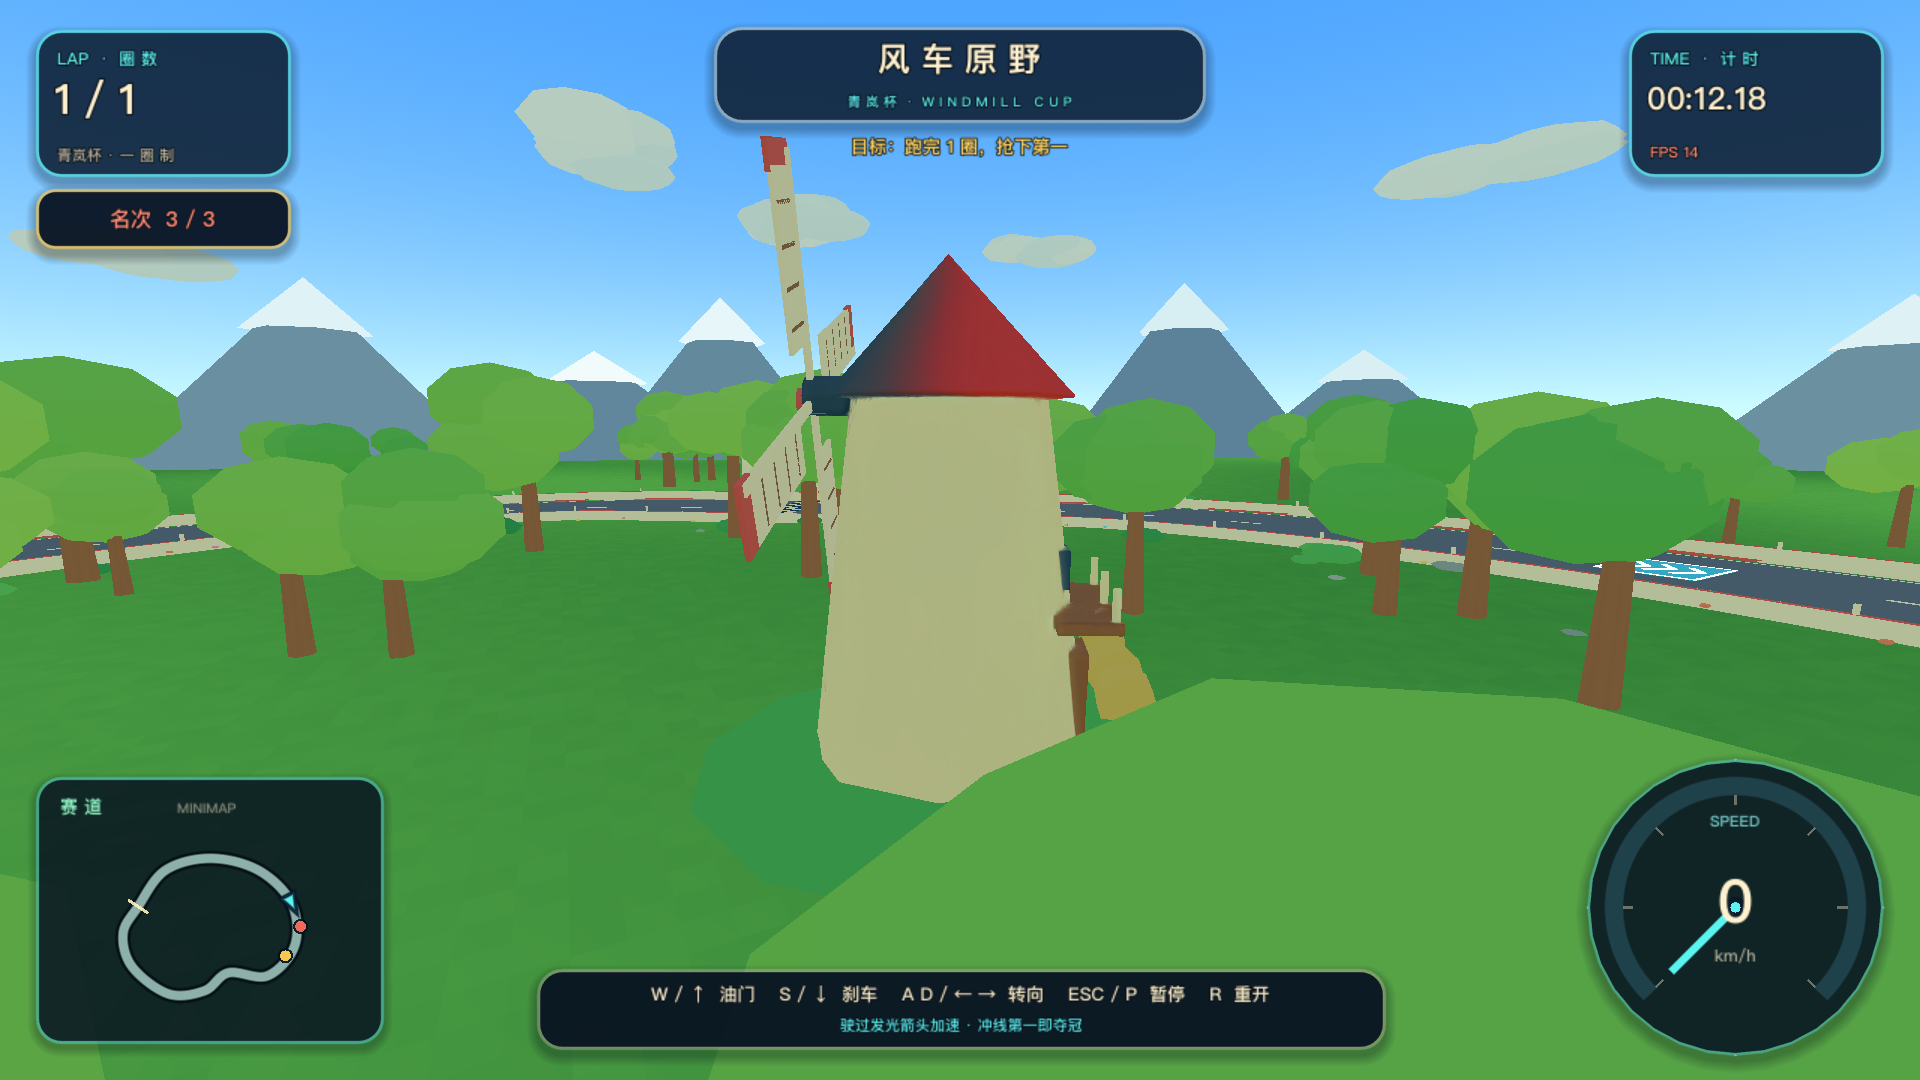 LAP · 圈数
1 / 1
青岚杯 · 一圈制
名次 3 / 3
风车原野
青岚杯 · WINDMILL CUP
目标：跑完 1 圈，抢下第一
TIME · 计时
00:12.18
FPS 14
赛道 MINIMAP
SPEED
0
km/h
W / ↑ 油门 S / ↓ 刹车 A D / ← → 转向 ESC / P 暂停 R 重开
驶过发光箭头加速 · 冲线第一即夺冠